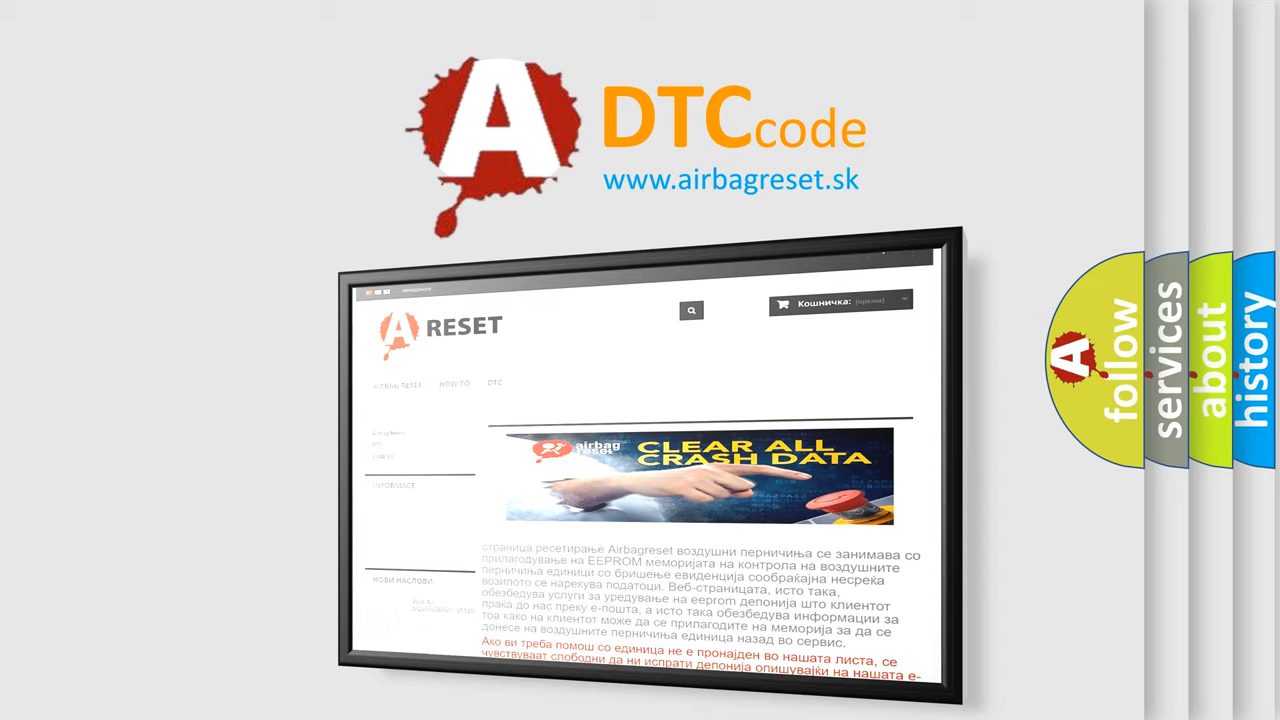 A DTCcode
www.airbagreset.sk
A RESET
Кошничка: (празна)
AIRBAG RESET HOW TO DTC
INFORMACE
НОВИ НАСЛОВИ
airbag
reset
CLEAR ALL
CRASH DATA
страница ресетирање Airbagreset воздушни перничиња се занимава со
прилагодување на EEPROM меморијата на контрола на воздушните
перничиња единици со бришење евиденција сообраќајна несреќа
возилото се нарекува податоци. Веб-страницата, исто така,
обезбедува услуги за уредување на eeprom депонија што клиентот
праќа до нас преку е-пошта, а исто така обезбедува информации за
тоа како на клиентот може да се прилагодите на меморија за да се
донесе на воздушните перничиња единица назад во сервис.
Ако ви треба помош со единица не е пронајден во нашата листа, се
чувствуваат слободни да ни испрати депонија опишувајќи на нашата е-
A
follow
services
about
history